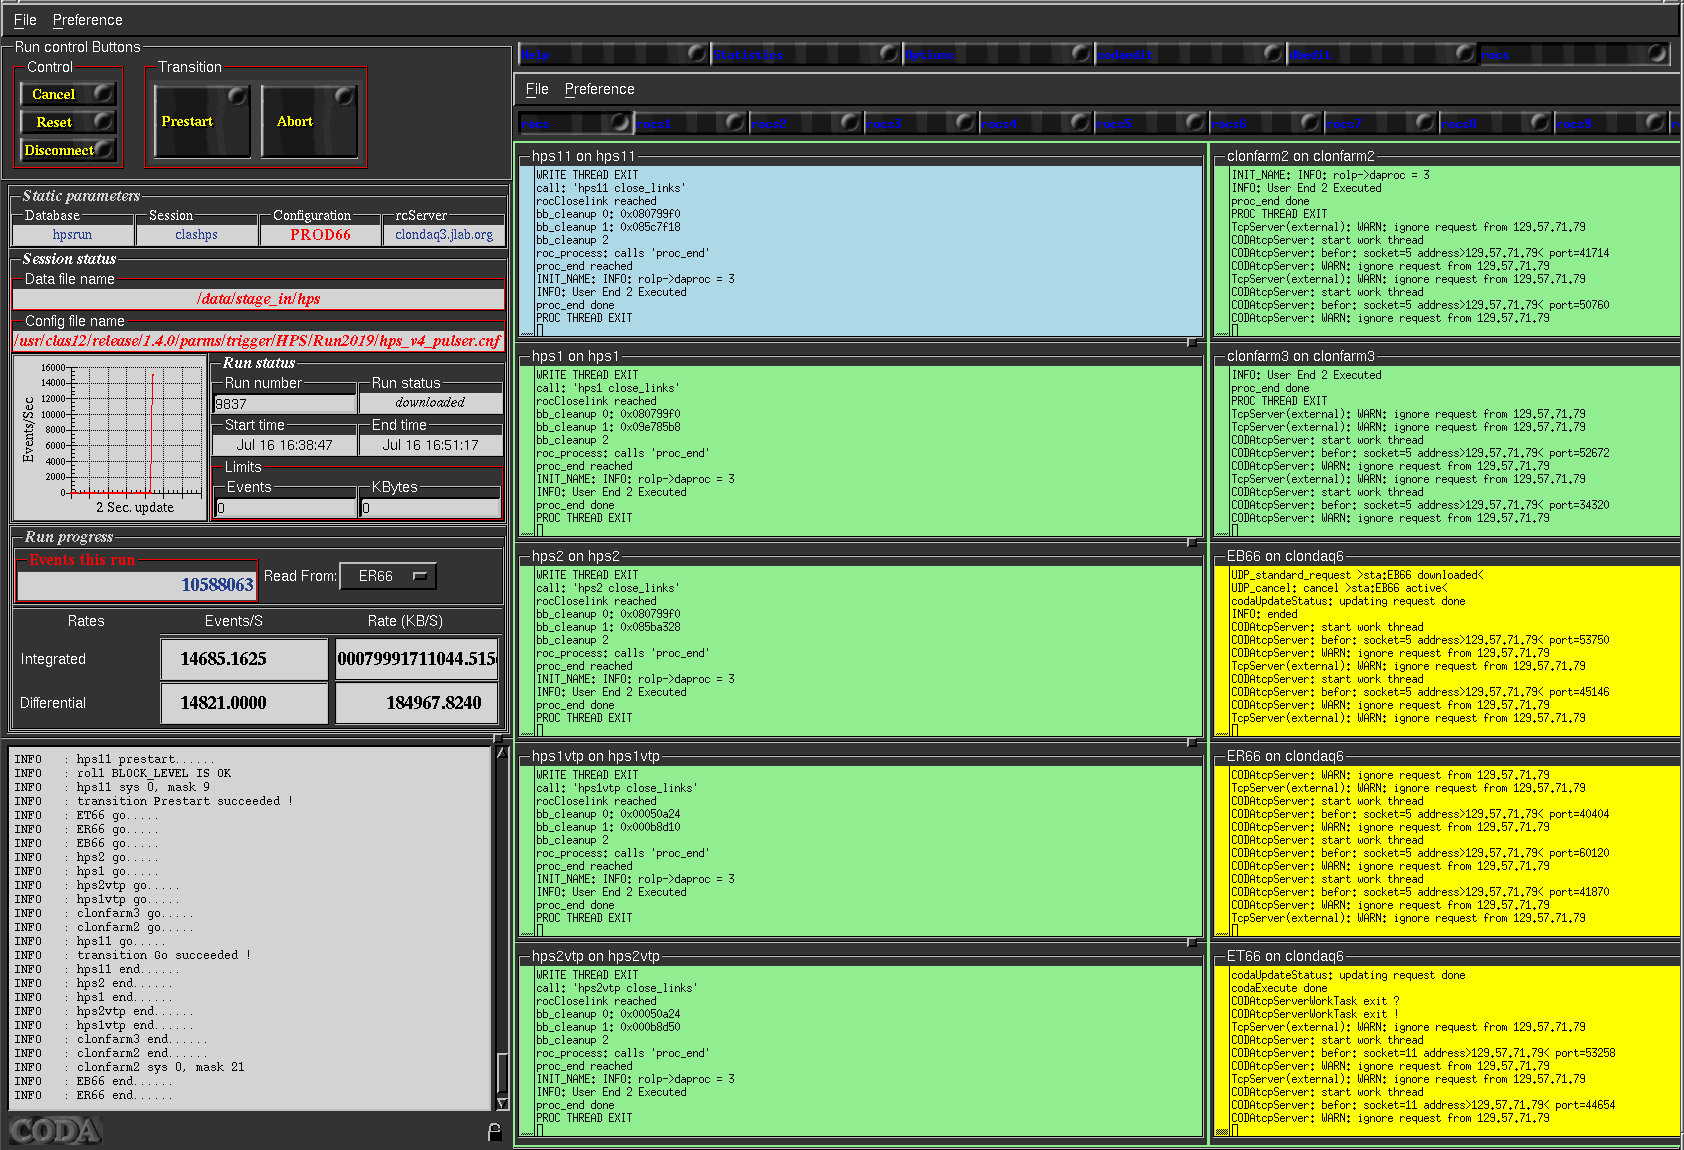 File Preference
Run control Buttons
Control
Transition
Cancel
Reset
Disconnect
Prestart
Abort
Static parameters
Database
Session
Configuration
rcServer
hpsrun
clashps
PROD66
clondaq3.jlab.org
Session status
Data file name
/data/stage_in/hps
Config file name
/usr/clas12/release/1.4.0/parms/trigger/HPS/Run2019/hps_v4_pulser.cnf
16000
14000
12000
10000
8000
6000
4000
2000
0
Events/Sec
2 Sec. update
Run status
Run number
Run status
9837
downloaded
Start time
End time
Jul 16 16:38:47
Jul 16 16:51:17
Limits
Events
KBytes
0
0
Run progress
Events this run
10588063
Read From: ER66
Rates Events/S Rate (KB/S)
Integrated 14685.1625 00079991711044.515
Differential 14821.0000 184967.8240
INFO : hps11 prestart......
INFO : roll BLOCK_LEVEL IS OK
INFO : hps11 sys 0, mask 9
INFO : transition Prestart succeeded !
INFO : ET66 go.....
INFO : ER66 go.....
INFO : EB66 go.....
INFO : hps2 go.....
INFO : hps1 go.....
INFO : hps2vtp go.....
INFO : hps1vtp go.....
INFO : clonfarm3 go.....
INFO : clonfarm2 go.....
INFO : hps11 go.....
INFO : transition Go succeeded !
INFO : hps11 end......
INFO : hps2 end......
INFO : hps1 end......
INFO : hps2vtp end......
INFO : hps1vtp end......
INFO : clonfarm3 end......
INFO : clonfarm2 end......
INFO : clonfarm2 sys 0, mask 21
INFO : EB66 end......
INFO : ER66 end......
CODA
Help
Statistics
Options
codaedit
dbedit
rocs
File Preference
hps11 on hps11
WRITE THREAD EXIT
call: 'hps11 close_links'
rocCloselink reached
bb_cleanup 0: 0x080799f0
bb_cleanup 1: 0x085c7f18
bb_cleanup 2
roc_process: calls 'proc_end'
proc_end reached
INIT_NAME: INFO: rolp->daproc = 3
INFO: User End 2 Executed
proc_end done
PROC THREAD EXIT
hps1 on hps1
WRITE THREAD EXIT
call: 'hps1 close_links'
rocCloselink reached
bb_cleanup 0: 0x080799f0
bb_cleanup 1: 0x09e785b8
bb_cleanup 2
roc_process: calls 'proc_end'
proc_end reached
INIT_NAME: INFO: rolp->daproc = 3
INFO: User End 2 Executed
proc_end done
PROC THREAD EXIT
hps2 on hps2
WRITE THREAD EXIT
call: 'hps2 close_links'
rocCloselink reached
bb_cleanup 0: 0x080799f0
bb_cleanup 1: 0x085ba328
bb_cleanup 2
roc_process: calls 'proc_end'
proc_end reached
INIT_NAME: INFO: rolp->daproc = 3
INFO: User End 2 Executed
proc_end done
PROC THREAD EXIT
hps1vtp on hps1vtp
WRITE THREAD EXIT
call: 'hps1vtp close_links'
rocCloselink reached
bb_cleanup 0: 0x00050a24
bb_cleanup 1: 0x000b8d10
bb_cleanup 2
roc_process: calls 'proc_end'
proc_end reached
INIT_NAME: INFO: rolp->daproc = 3
INFO: User End 2 Executed
proc_end done
PROC THREAD EXIT
hps2vtp on hps2vtp
WRITE THREAD EXIT
call: 'hps2vtp close_links'
rocCloselink reached
bb_cleanup 0: 0x00050a24
bb_cleanup 1: 0x000b8d50
bb_cleanup 2
roc_process: calls 'proc_end'
proc_end reached
INIT_NAME: INFO: rolp->daproc = 3
INFO: User End 2 Executed
proc_end done
PROC THREAD EXIT
clonfarm2 on clonfarm2
INIT_NAME: INFO: rolp->daproc = 3
INFO: User End 2 Executed
proc_end done
PROC THREAD EXIT
TcpServer(external): WARN: ignore request from 129.57.71.79
CODAtcpServer: start work thread
CODAtcpServer: befor: socket=5 address>129.57.71.79< port=41714
CODAtcpServer: WARN: ignore request from 129.57.71.79
TcpServer(external): WARN: ignore request from 129.57.71.79
CODAtcpServer: start work thread
CODAtcpServer: befor: socket=5 address>129.57.71.79< port=50760
CODAtcpServer: WARN: ignore request from 129.57.71.79
clonfarm3 on clonfarm3
INFO: User End 2 Executed
proc_end done
PROC THREAD EXIT
TcpServer(external): WARN: ignore request from 129.57.71.79
TcpServer(external): WARN: ignore request from 129.57.71.79
CODAtcpServer: start work thread
CODAtcpServer: befor: socket=5 address>129.57.71.79< port=52672
CODAtcpServer: WARN: ignore request from 129.57.71.79
TcpServer(external): WARN: ignore request from 129.57.71.79
CODAtcpServer: start work thread
CODAtcpServer: befor: socket=5 address>129.57.71.79< port=34320
CODAtcpServer: WARN: ignore request from 129.57.71.79
EB66 on clondaq6
UDP_standard_request >sta:EB66 downloaded<
UDP_cancel: cancel >sta:EB66 active<
codaUpdateStatus: updating request done
INFO: ended
CODAtcpServer: start work thread
CODAtcpServer: befor: socket=5 address>129.57.71.79< port=53750
CODAtcpServer: WARN: ignore request from 129.57.71.79
TcpServer(external): WARN: ignore request from 129.57.71.79
CODAtcpServer: start work thread
CODAtcpServer: befor: socket=5 address>129.57.71.79< port=45146
CODAtcpServer: WARN: ignore request from 129.57.71.79
TcpServer(external): WARN: ignore request from 129.57.71.79
ER66 on clondaq6
CODAtcpServer: WARN: ignore request from 129.57.71.79
TcpServer(external): WARN: ignore request from 129.57.71.79
CODAtcpServer: start work thread
CODAtcpServer: befor: socket=5 address>129.57.71.79< port=40404
CODAtcpServer: WARN: ignore request from 129.57.71.79
CODAtcpServer: start work thread
CODAtcpServer: befor: socket=5 address>129.57.71.79< port=60120
CODAtcpServer: WARN: ignore request from 129.57.71.79
CODAtcpServer: start work thread
CODAtcpServer: befor: socket=5 address>129.57.71.79< port=41870
CODAtcpServer: WARN: ignore request from 129.57.71.79
TcpServer(external): WARN: ignore request from 129.57.71.79
ET66 on clondaq6
codaUpdateStatus: updating request done
codaExecute done
CODAtcpServerWorkTask exit ?
CODAtcpServerWorkTask exit !
TcpServer(external): WARN: ignore request from 129.57.71.79
CODAtcpServer: start work thread
CODAtcpServer: befor: socket=11 address>129.57.71.79< port=53258
CODAtcpServer: WARN: ignore request from 129.57.71.79
TcpServer(external): WARN: ignore request from 129.57.71.79
CODAtcpServer: start work thread
CODAtcpServer: befor: socket=11 address>129.57.71.79< port=44654
CODAtcpServer: WARN: ignore request from 129.57.71.79